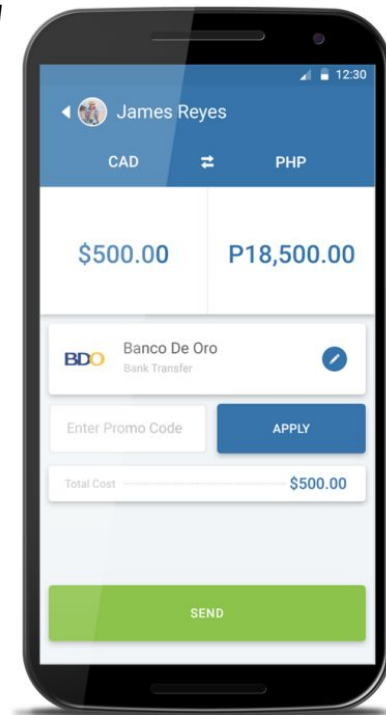 12:30
James Reyes
CAD PHP
$500.00 P18,500.00
BDO
Banco De Oro
Bank Transfer
Enter Promo Code APPLY
Total Cost $500.00
SEND